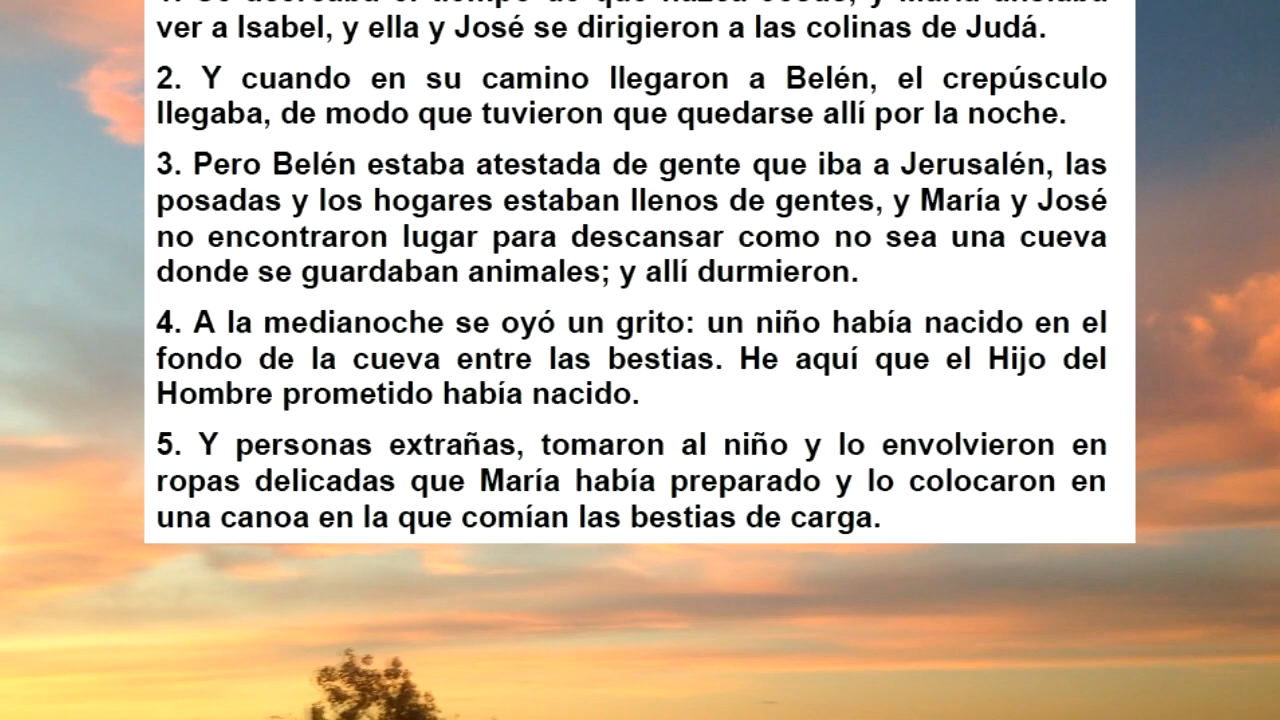 ver a Isabel, y ella y José se dirigieron a las colinas de Judá.
2. Y cuando en su camino llegaron a Belén, el crepúsculo
llegaba, de modo que tuvieron que quedarse allí por la noche.
3. Pero Belén estaba atestada de gente que iba a Jerusalén, las
posadas y los hogares estaban llenos de gentes, y María y José
no encontraron lugar para descansar como no sea una cueva
donde se guardaban animales; y allí durmieron.
4. A la medianoche se oyó un grito: un niño había nacido en el
fondo de la cueva entre las bestias. He aquí que el Hijo del
Hombre prometido había nacido.
5. Y personas extrañas, tomaron al niño y lo envolvieron en
ropas delicadas que María había preparado y lo colocaron en
una canoa en la que comían las bestias de carga.